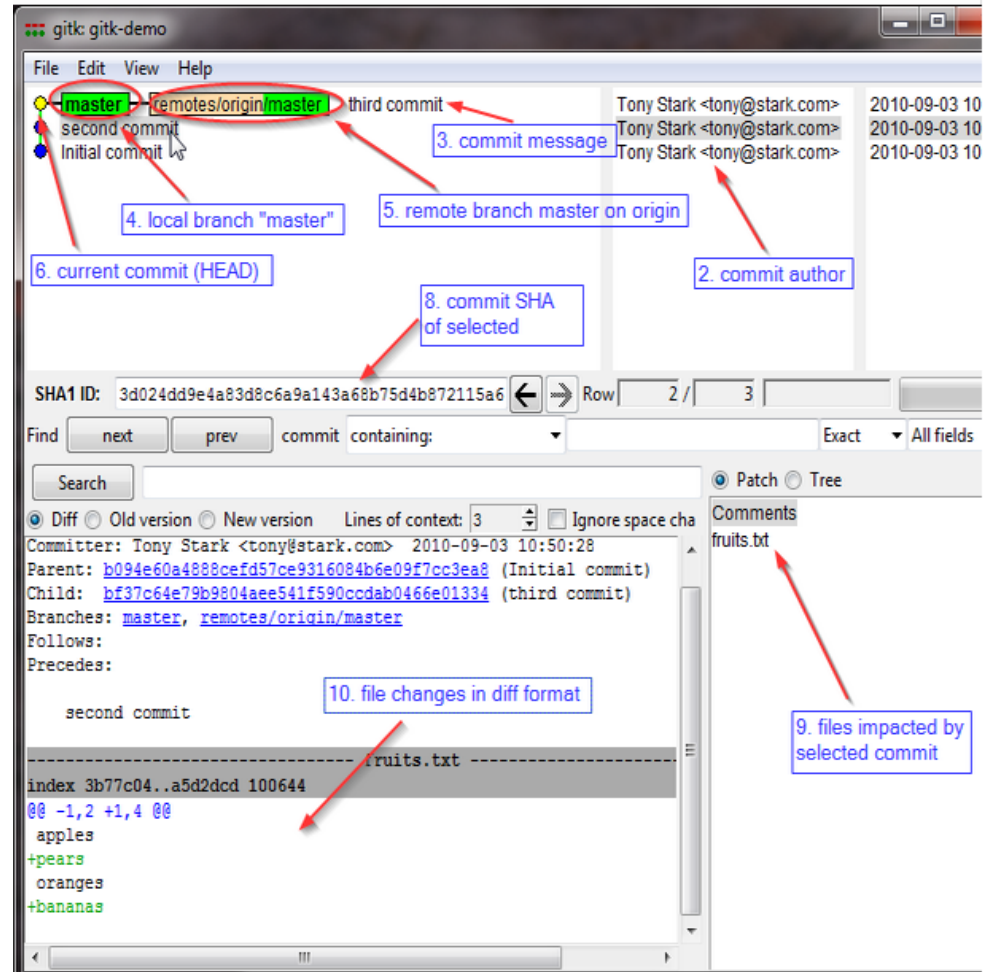 gitk: gitk-demo
File Edit View Help
master remotes/origin/master third commit Tony Stark <tony@stark.com> 2010-09-03 10
second commit Tony Stark <tony@stark.com> 2010-09-03 10
Initial commit Tony Stark <tony@stark.com> 2010-09-03 10
3. commit message
4. local branch "master"
5. remote branch master on origin
6. current commit (HEAD)
2. commit author
8. commit SHA
of selected
SHA1 ID: 3d024dd9e4a83d8c6a9a143a68b75d4b872115a6 Row 2 / 3
Find next prev commit containing: Exact All fields
Search
Patch Tree
Diff Old version New version Lines of context: 3 Ignore space cha
Comments
fruits.txt
Committer: Tony Stark <tony@stark.com> 2010-09-03 10:50:28
Parent: b094e60a4888cefd57ce9316084b6e09f7cc3ea8 (Initial commit)
Child: bf37c64e79b9804aee541f590ccdab0466e01334 (third commit)
Branches: master, remotes/origin/master
Follows:
Precedes:
second commit
10. file changes in diff format
9. files impacted by
selected commit
---------------------------------- fruits.txt ----------------------
index 3b77c04..a5d2dcd 100644
@@ -1,2 +1,4 @@
apples
+pears
oranges
+bananas